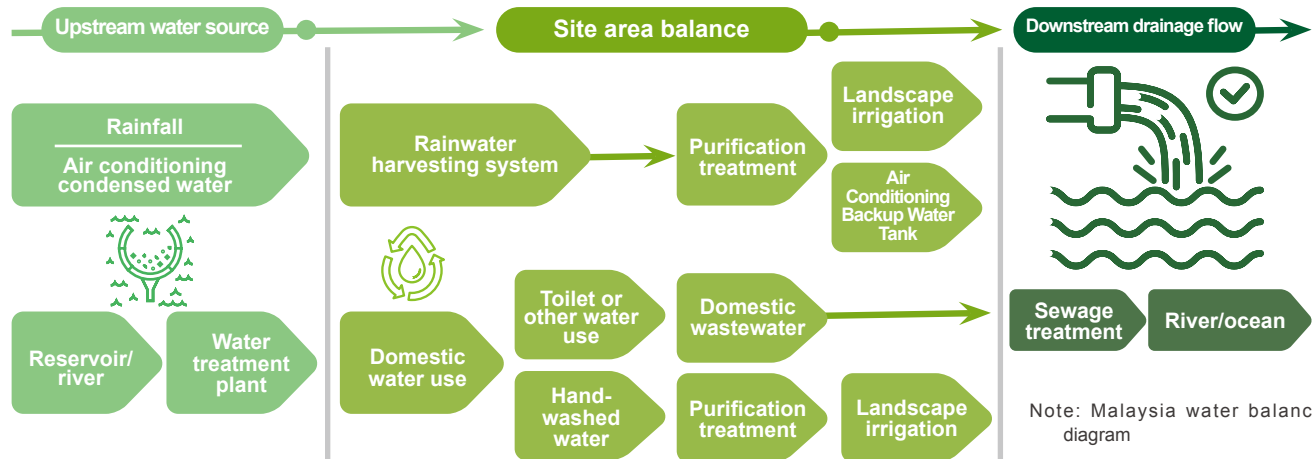 Upstream water source
Site area balance
Downstream drainage flow
Rainfall
Air conditioning
condensed water
Rainwater
harvesting system
Purification
treatment
Landscape
irrigation
Air
Conditioning
Backup Water
Tank
Reservoir/
river
Water
treatment
plant
Domestic
water use
Toilet or
other water
use
Domestic
wastewater
Hand-
washed
water
Purification
treatment
Landscape
irrigation
Sewage
treatment
River/ocean
Note: Malaysia water balanc
diagram